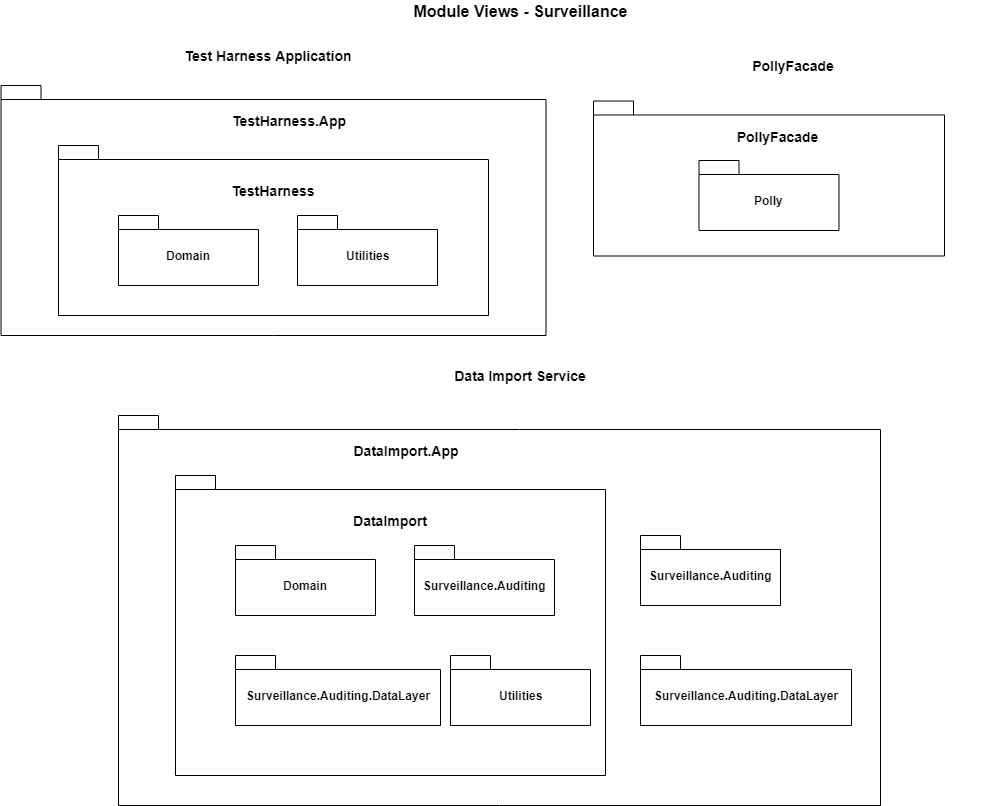 Module Views - Surveillance
Test Harness Application
PollyFacade
TestHarness.App
PollyFacade
TestHarness
Polly
Domain
Utilities
Data Import Service
DataImport.App
DataImport
Domain
Surveillance.Auditing
Surveillance.Auditing
Surveillance.Auditing.DataLayer
Utilities
Surveillance.Auditing.DataLayer